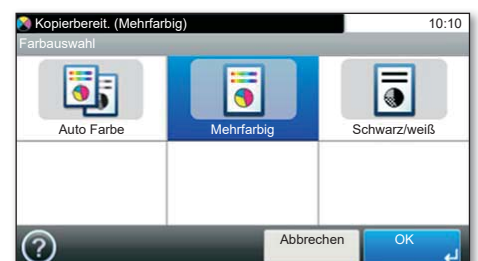 Kopierbereit. (Mehrfarbig) 10:10
Farbauswahl
Auto Farbe Mehrfarbig Schwarz/weiß
? Abbrechen OK